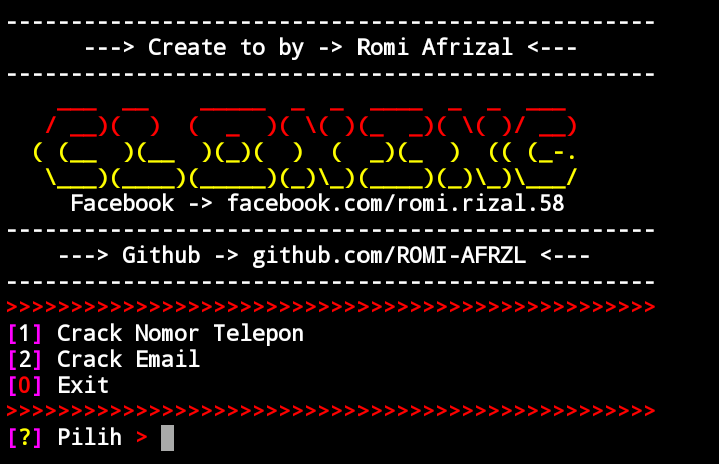 --------------------------------------------------
---> Create to by -> Romi Afrizal <---
--------------------------------------------------
CLONING
Facebook -> facebook.com/romi.rizal.58
--------------------------------------------------
---> Github -> github.com/ROMI-AFRZL <---
--------------------------------------------------
>>>>>>>>>>>>>>>>>>>>>>>>>>>>>>>>>>>>>>>>>>>>>>>>>>
[1] Crack Nomor Telepon
[2] Crack Email
[0] Exit
>>>>>>>>>>>>>>>>>>>>>>>>>>>>>>>>>>>>>>>>>>>>>>>>>>
[?] Pilih >